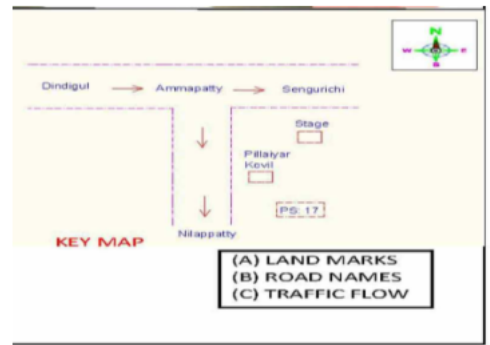 N
w e
s
Dindigul Ammapatty Sengurichi
Stage
Pillaiyar
Kovil
PS: 17
Nilappatty
KEY MAP
(A) LAND MARKS
(B) ROAD NAMES
(C) TRAFFIC FLOW